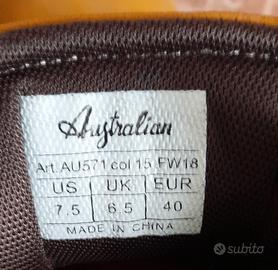 Australian
Art.AU571 col 15 FW18
US UK EUR
7.5 6.5 40
MADE IN CHINA
subito